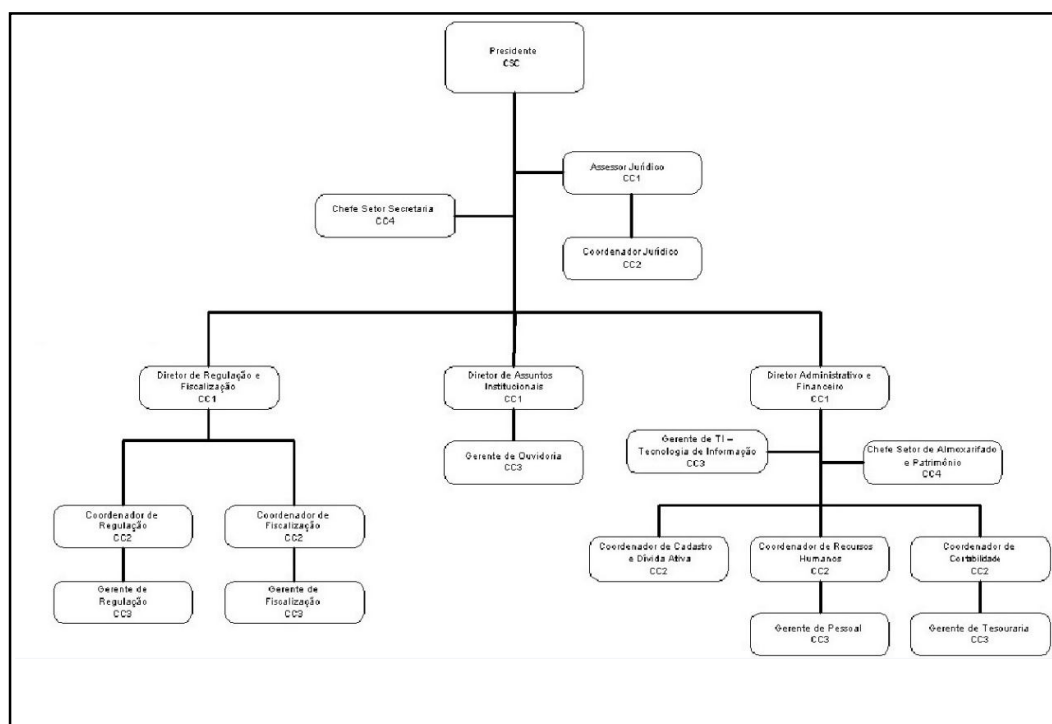 Presidente
CSC
Assessor Jurídico
CC1
Chefe Setor Secretaria
CC4
Coordenador Jurídico
CC2
Diretor de Regulação e
Fiscalização
CC1
Diretor de Assuntos
Institucionais
CC1
Diretor Administrativo e
Financeiro
CC1
Gerente de Ouvidoria
CC3
Gerente de TI –
Tecnologia de Informação
CC3
Chefe Setor de Almoxarifado
e Patrimônio
CC4
Coordenador de
Regulação
CC2
Coordenador de
Fiscalização
CC2
Coordenador de Cadastro
e Dívida Ativa
CC2
Coordenador de Recursos
Humanos
CC2
Coordenador de
Contabilidade
CC2
Gerente de
Regulação
CC3
Gerente de
Fiscalização
CC3
Gerente de Pessoal
CC3
Gerente de Tesouraria
CC3